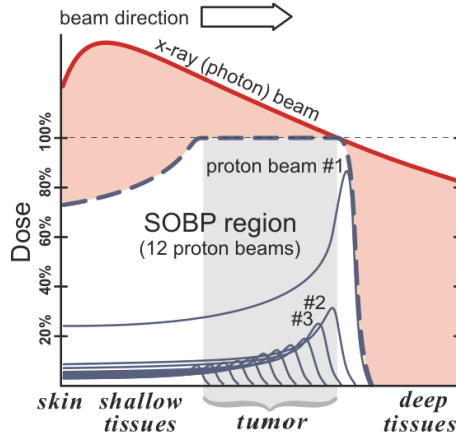 beam direction
x-ray (photon) beam
100%
80%
60%
40%
20%
Dose
proton beam #1
SOBP region
(12 proton beams)
#2
#3
skin
shallow
tissues
tumor
deep
tissues